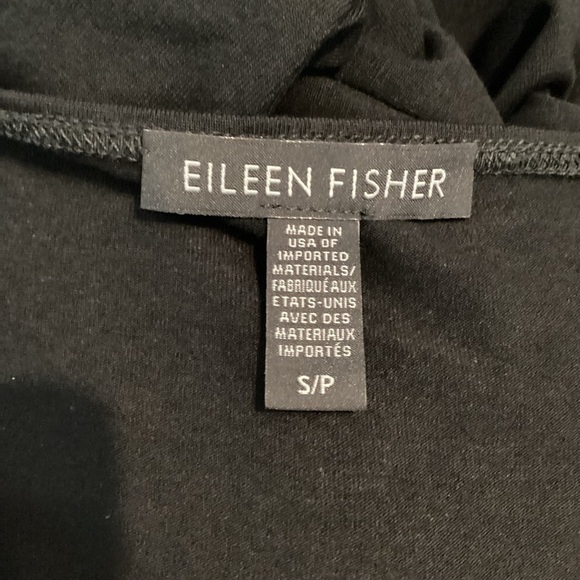 EILEEN FISHER
MADE IN
USA OF
IMPORTED
MATERIALS/
FABRIQUÉ AUX
ETATS-UNIS
AVEC DES
MATERIAUX
IMPORTÉS
S/P